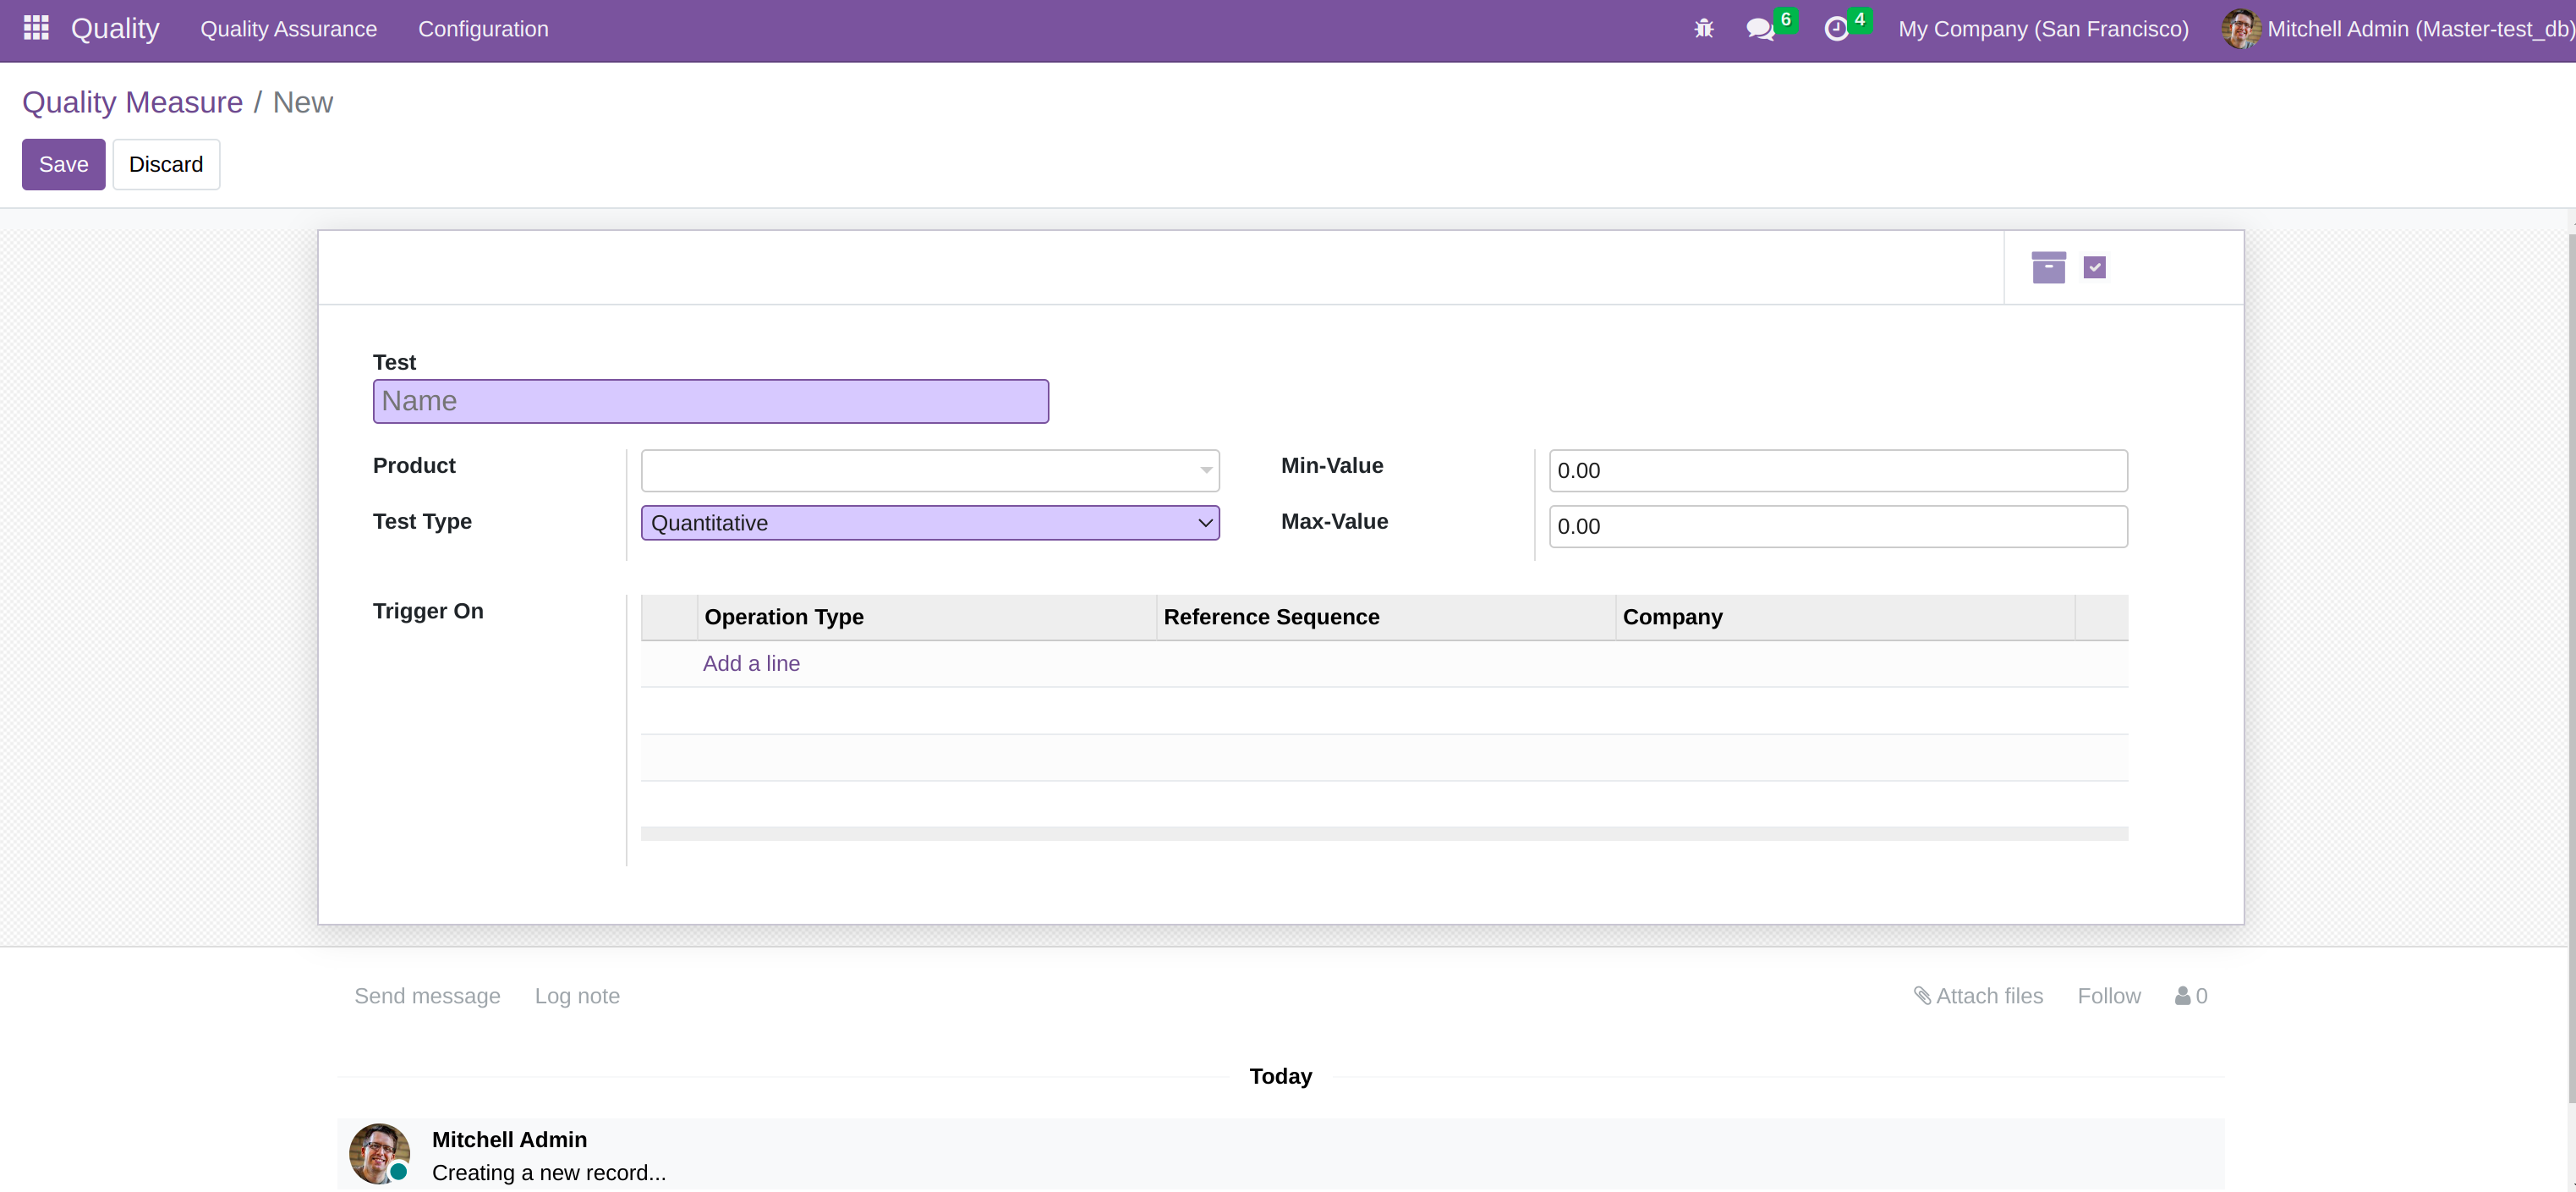 Quality Quality Assurance Configuration 6 4 My Company (San Francisco) Mitchell Admin (Master-test_db)
Quality Measure / New
Save Discard
Test
Name
Product Min-Value 0.00
Test Type Quantitative Max-Value 0.00
Trigger On Operation Type Reference Sequence Company
Add a line
Send message Log note Attach files Follow 0
Today
Mitchell Admin
Creating a new record...